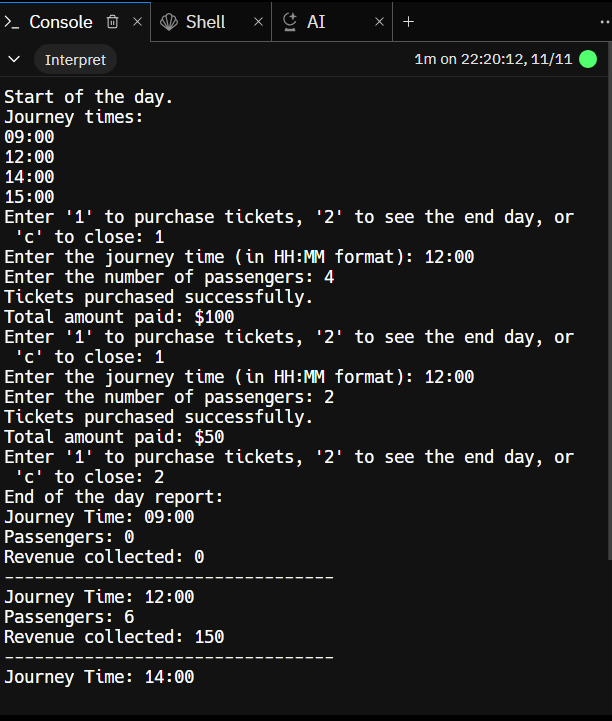 Console
Shell
AI
Interpret
1m on 22:20:12, 11/11
Start of the day.
Journey times:
09:00
12:00
14:00
15:00
Enter '1' to purchase tickets, '2' to see the end day, or
'c' to close: 1
Enter the journey time (in HH:MM format): 12:00
Enter the number of passengers: 4
Tickets purchased successfully.
Total amount paid: $100
Enter '1' to purchase tickets, '2' to see the end day, or
'c' to close: 1
Enter the journey time (in HH:MM format): 12:00
Enter the number of passengers: 2
Tickets purchased successfully.
Total amount paid: $50
Enter '1' to purchase tickets, '2' to see the end day, or
'c' to close: 2
End of the day report:
Journey Time: 09:00
Passengers: 0
Revenue collected: 0
---------------------------------
Journey Time: 12:00
Passengers: 6
Revenue collected: 150
---------------------------------
Journey Time: 14:00